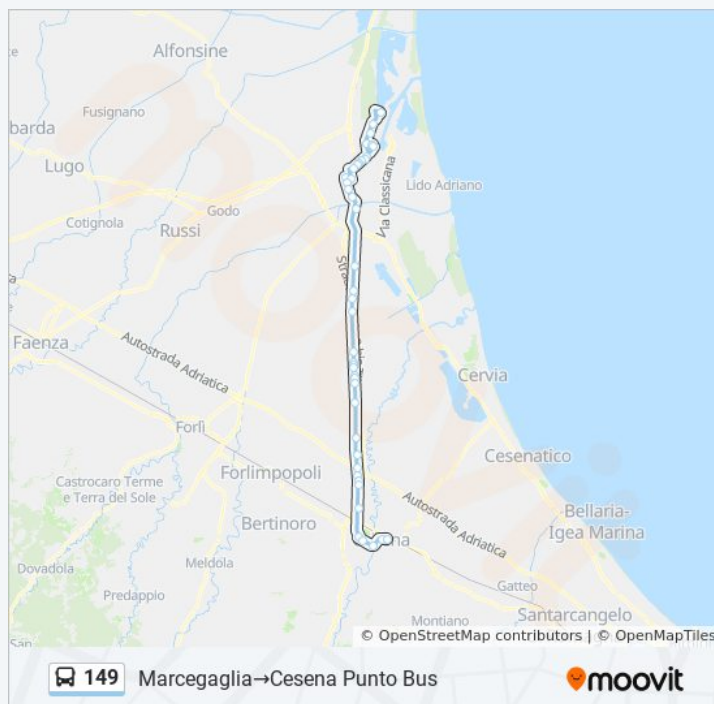 Alfonsine
Fusignano
Lugo
Lido Adriano
Via Classicana
Godo
Cotignola
Russi
Faenza
Autostrada Adriatica
Cervia
Forlì
Cesenatico
Castrocaro Terme
e Terra del Sole
Forlimpopoli
Autostrada Adriatica
Bellaria-
Igea Marina
Bertinoro
Dovadola
Meldola
Gatteo
Predappio
Montiano
Santarcangelo
© OpenStreetMap contributors | © OpenMapTiles
149 Marcegaglia→Cesena Punto Bus
moovit